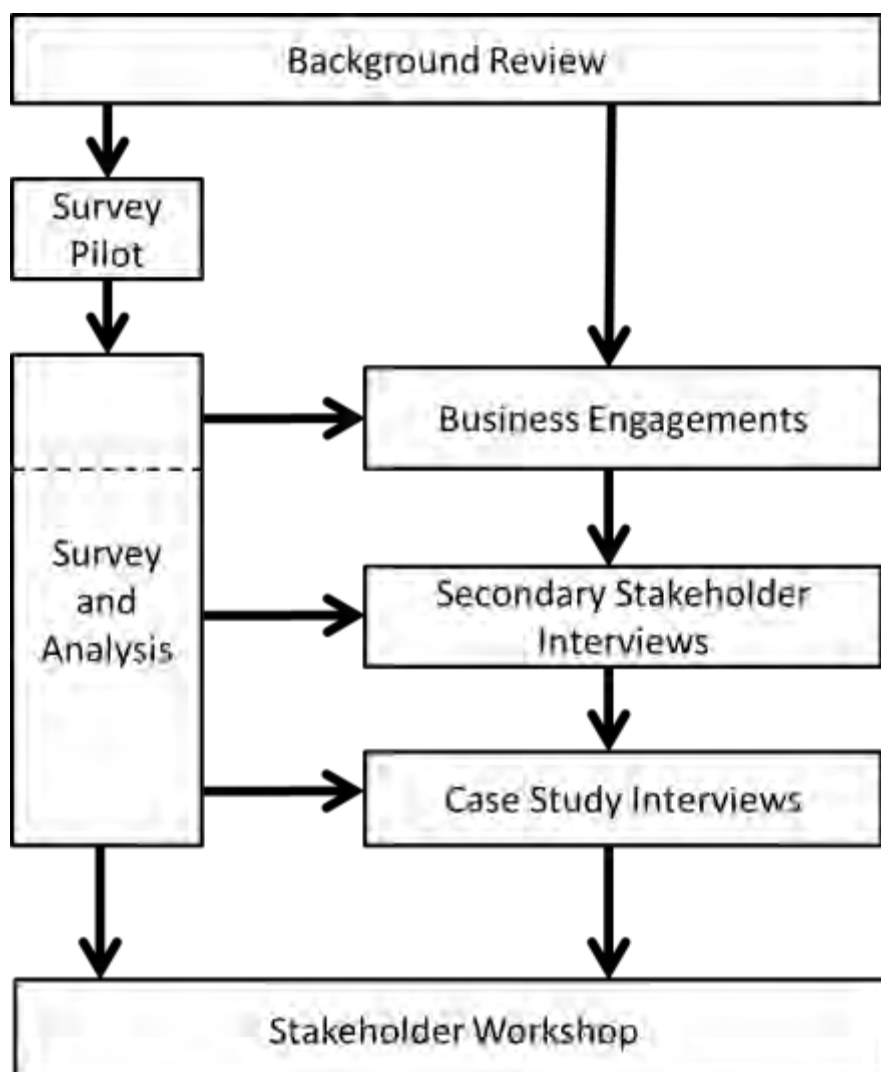 Background Review
Survey
Pilot
Business Engagements
Survey
and
Analysis
Secondary Stakeholder
Interviews
Case Study Interviews
Stakeholder Workshop